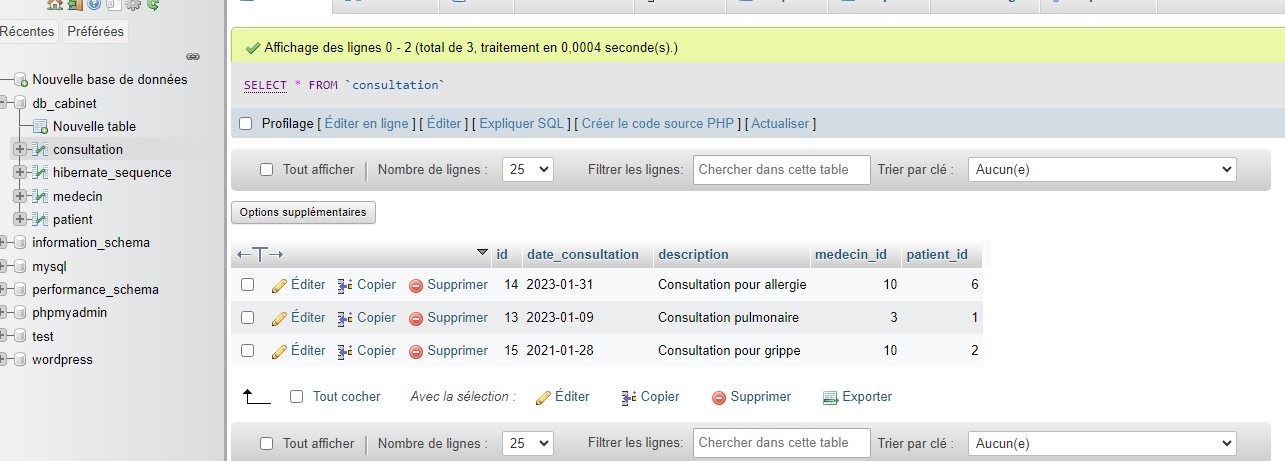 Récentes Préférées
Nouvelle base de données
db_cabinet
Nouvelle table
consultation
hibernate_sequence
medecin
patient
information_schema
mysql
performance_schema
phpmyadmin
test
wordpress
Affichage des lignes 0 - 2 (total de 3, traitement en 0,0004 seconde(s).)
SELECT * FROM `consultation`
Profilage [ Éditer en ligne ] [ Éditer ] [ Expliquer SQL ] [ Créer le code source PHP ] [ Actualiser ]
Tout afficher Nombre de lignes : 25 Filtrer les lignes: Chercher dans cette table Trier par clé : Aucun(e)
Options supplémentaires
id date_consultation description medecin_id patient_id
Éditer Copier Supprimer 14 2023-01-31 Consultation pour allergie 10 6
Éditer Copier Supprimer 13 2023-01-09 Consultation pulmonaire 3 1
Éditer Copier Supprimer 15 2021-01-28 Consultation pour grippe 10 2
Tout cocher Avec la sélection : Éditer Copier Supprimer Exporter
Tout afficher Nombre de lignes : 25 Filtrer les lignes: Chercher dans cette table Trier par clé : Aucun(e)